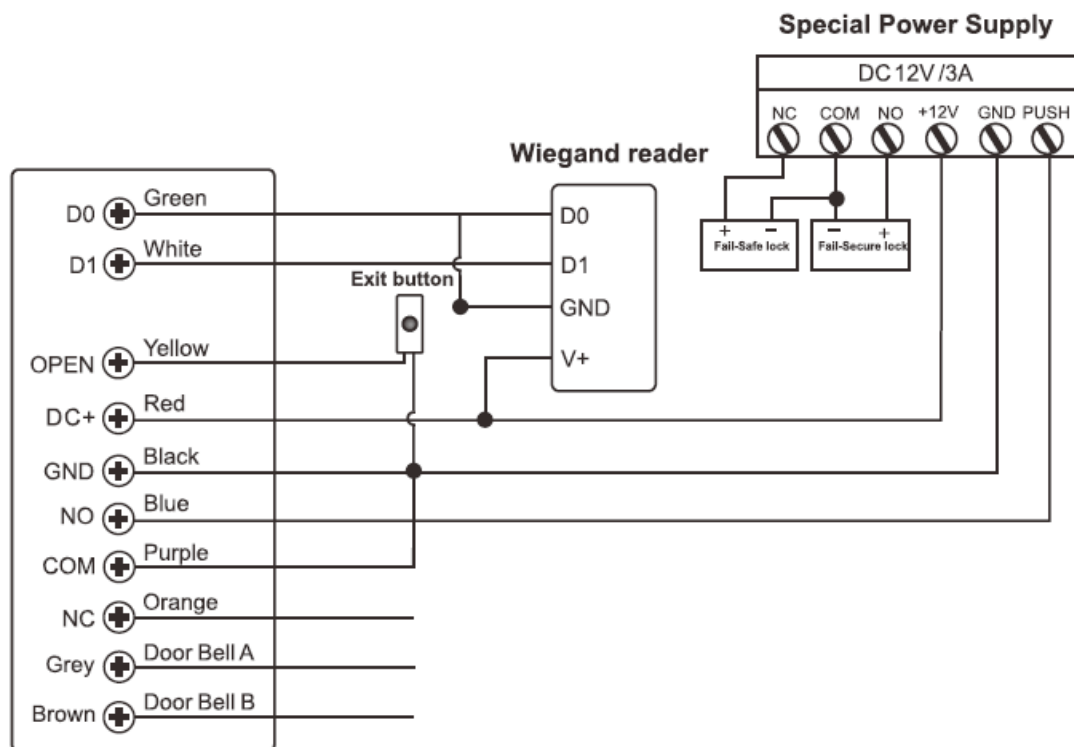 Special Power Supply
DC 12V /3A
NC COM NO +12V GND PUSH
Wiegand reader
+ − − +
Fail-Safe lock Fail-Secure lock
D0 Green D0
D1 White D1
Exit button
GND
OPEN Yellow V+
DC+ Red
GND Black
NO Blue
COM Purple
NC Orange
Grey Door Bell A
Brown Door Bell B